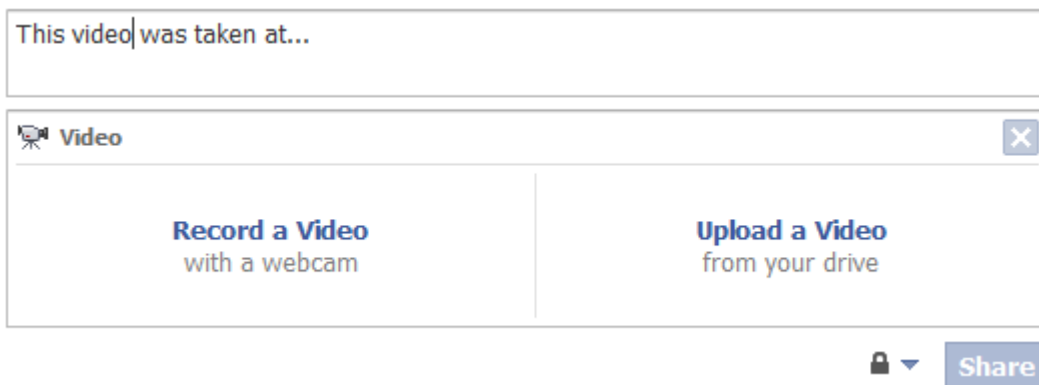 This video was taken at...
Video
Record a Video
with a webcam
Upload a Video
from your drive
Share